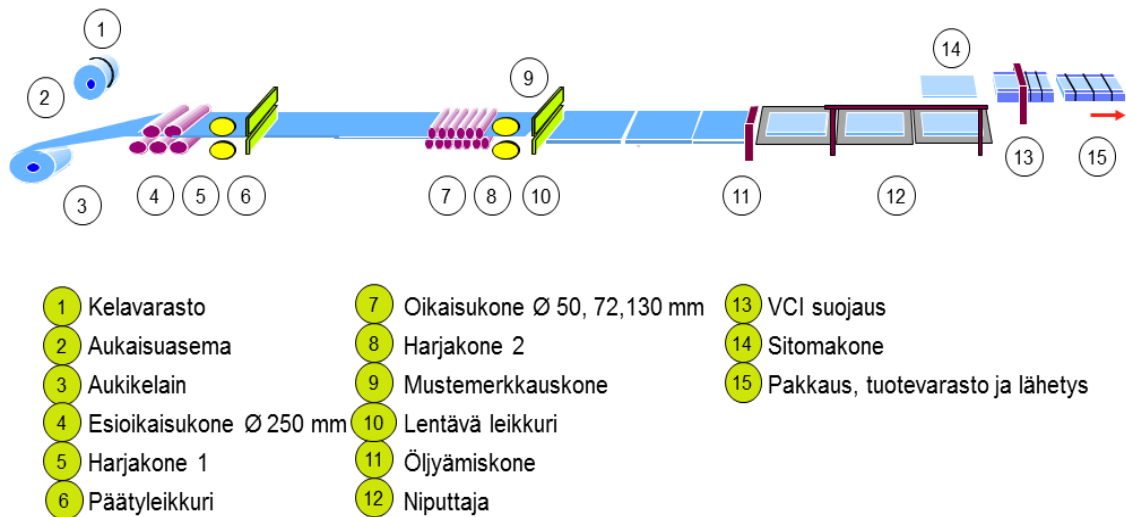 1
14
9
2
3
4
5
6
7
8
10
11
12
13
15
1 Kelavarasto
2 Aukaisuasema
3 Aukikelain
4 Esioikaisukone Ø 250 mm
5 Harjakone 1
6 Päätyleikkuri
7 Oikaisukone Ø 50, 72,130 mm
8 Harjakone 2
9 Mustemerkkauskone
10 Lentävä leikkuri
11 Öljyämiskone
12 Niputtaja
13 VCI suojaus
14 Sitomakone
15 Pakkaus, tuotevarasto ja lähetys